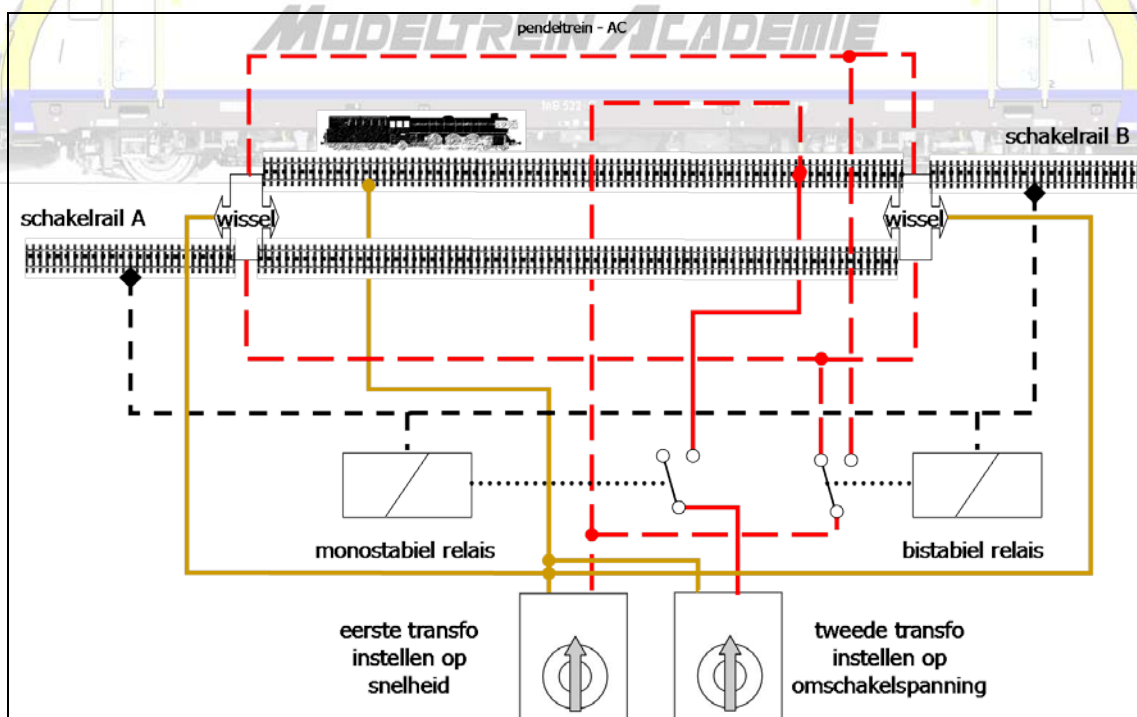 MODELTREIN ACADEMIE
pendeltrein - AC
schakelrail B
schakelrail A
wissel
wissel
monostabiel relais
bistabiel relais
eerste transfo
instellen op
snelheid
tweede transfo
instellen op
omschakelspanning